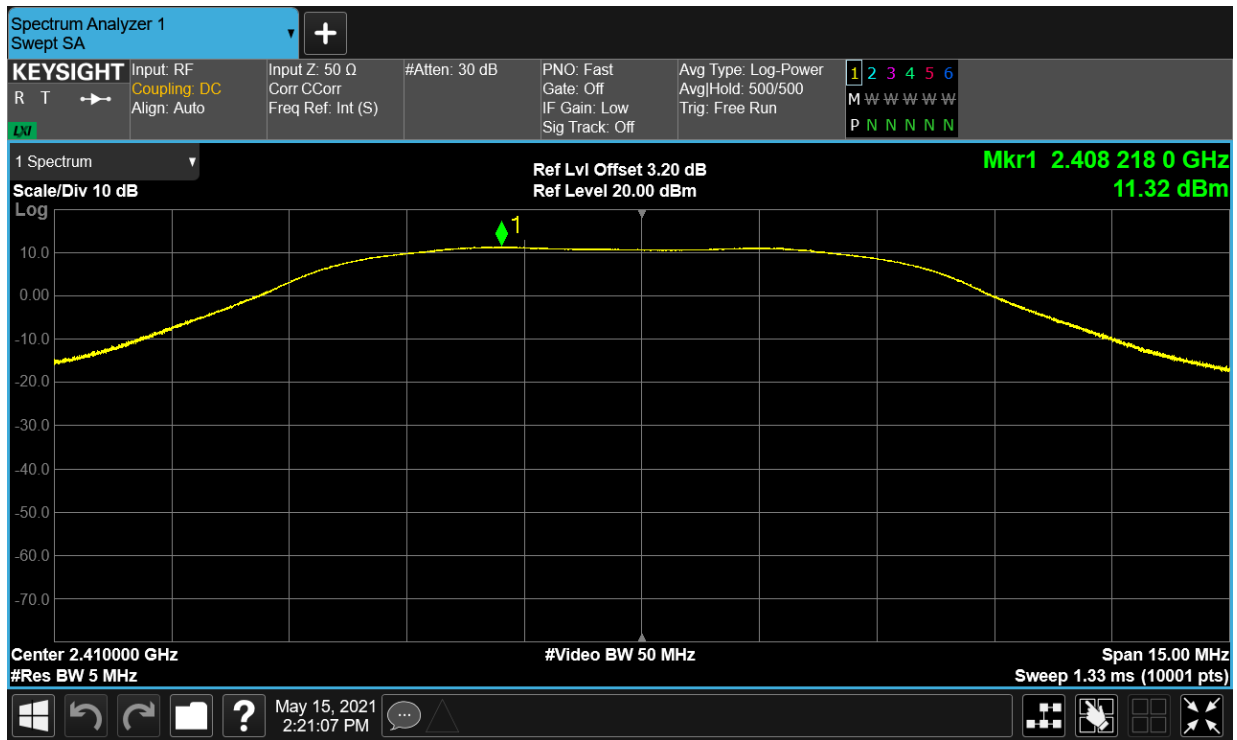 Spectrum Analyzer 1
Swept SA
KEYSIGHT
R T
LXI
Input: RF
Coupling: DC
Align: Auto
Input Z: 50 Ω
Corr CCorr
Freq Ref: Int (S)
#Atten: 30 dB
PNO: Fast
Gate: Off
IF Gain: Low
Sig Track: Off
Avg Type: Log-Power
Avg|Hold: 500/500
Trig: Free Run
1 2 3 4 5 6
M W W W W W
P N N N N N
1 Spectrum
Scale/Div 10 dB
Log
Ref Lvl Offset 3.20 dB
Ref Level 20.00 dBm
Mkr1 2.408 218 0 GHz
11.32 dBm
1
10.0
0.00
-10.0
-20.0
-30.0
-40.0
-50.0
-60.0
-70.0
Center 2.410000 GHz
#Res BW 5 MHz
#Video BW 50 MHz
Span 15.00 MHz
Sweep 1.33 ms (10001 pts)
?
May 15, 2021
2:21:07 PM